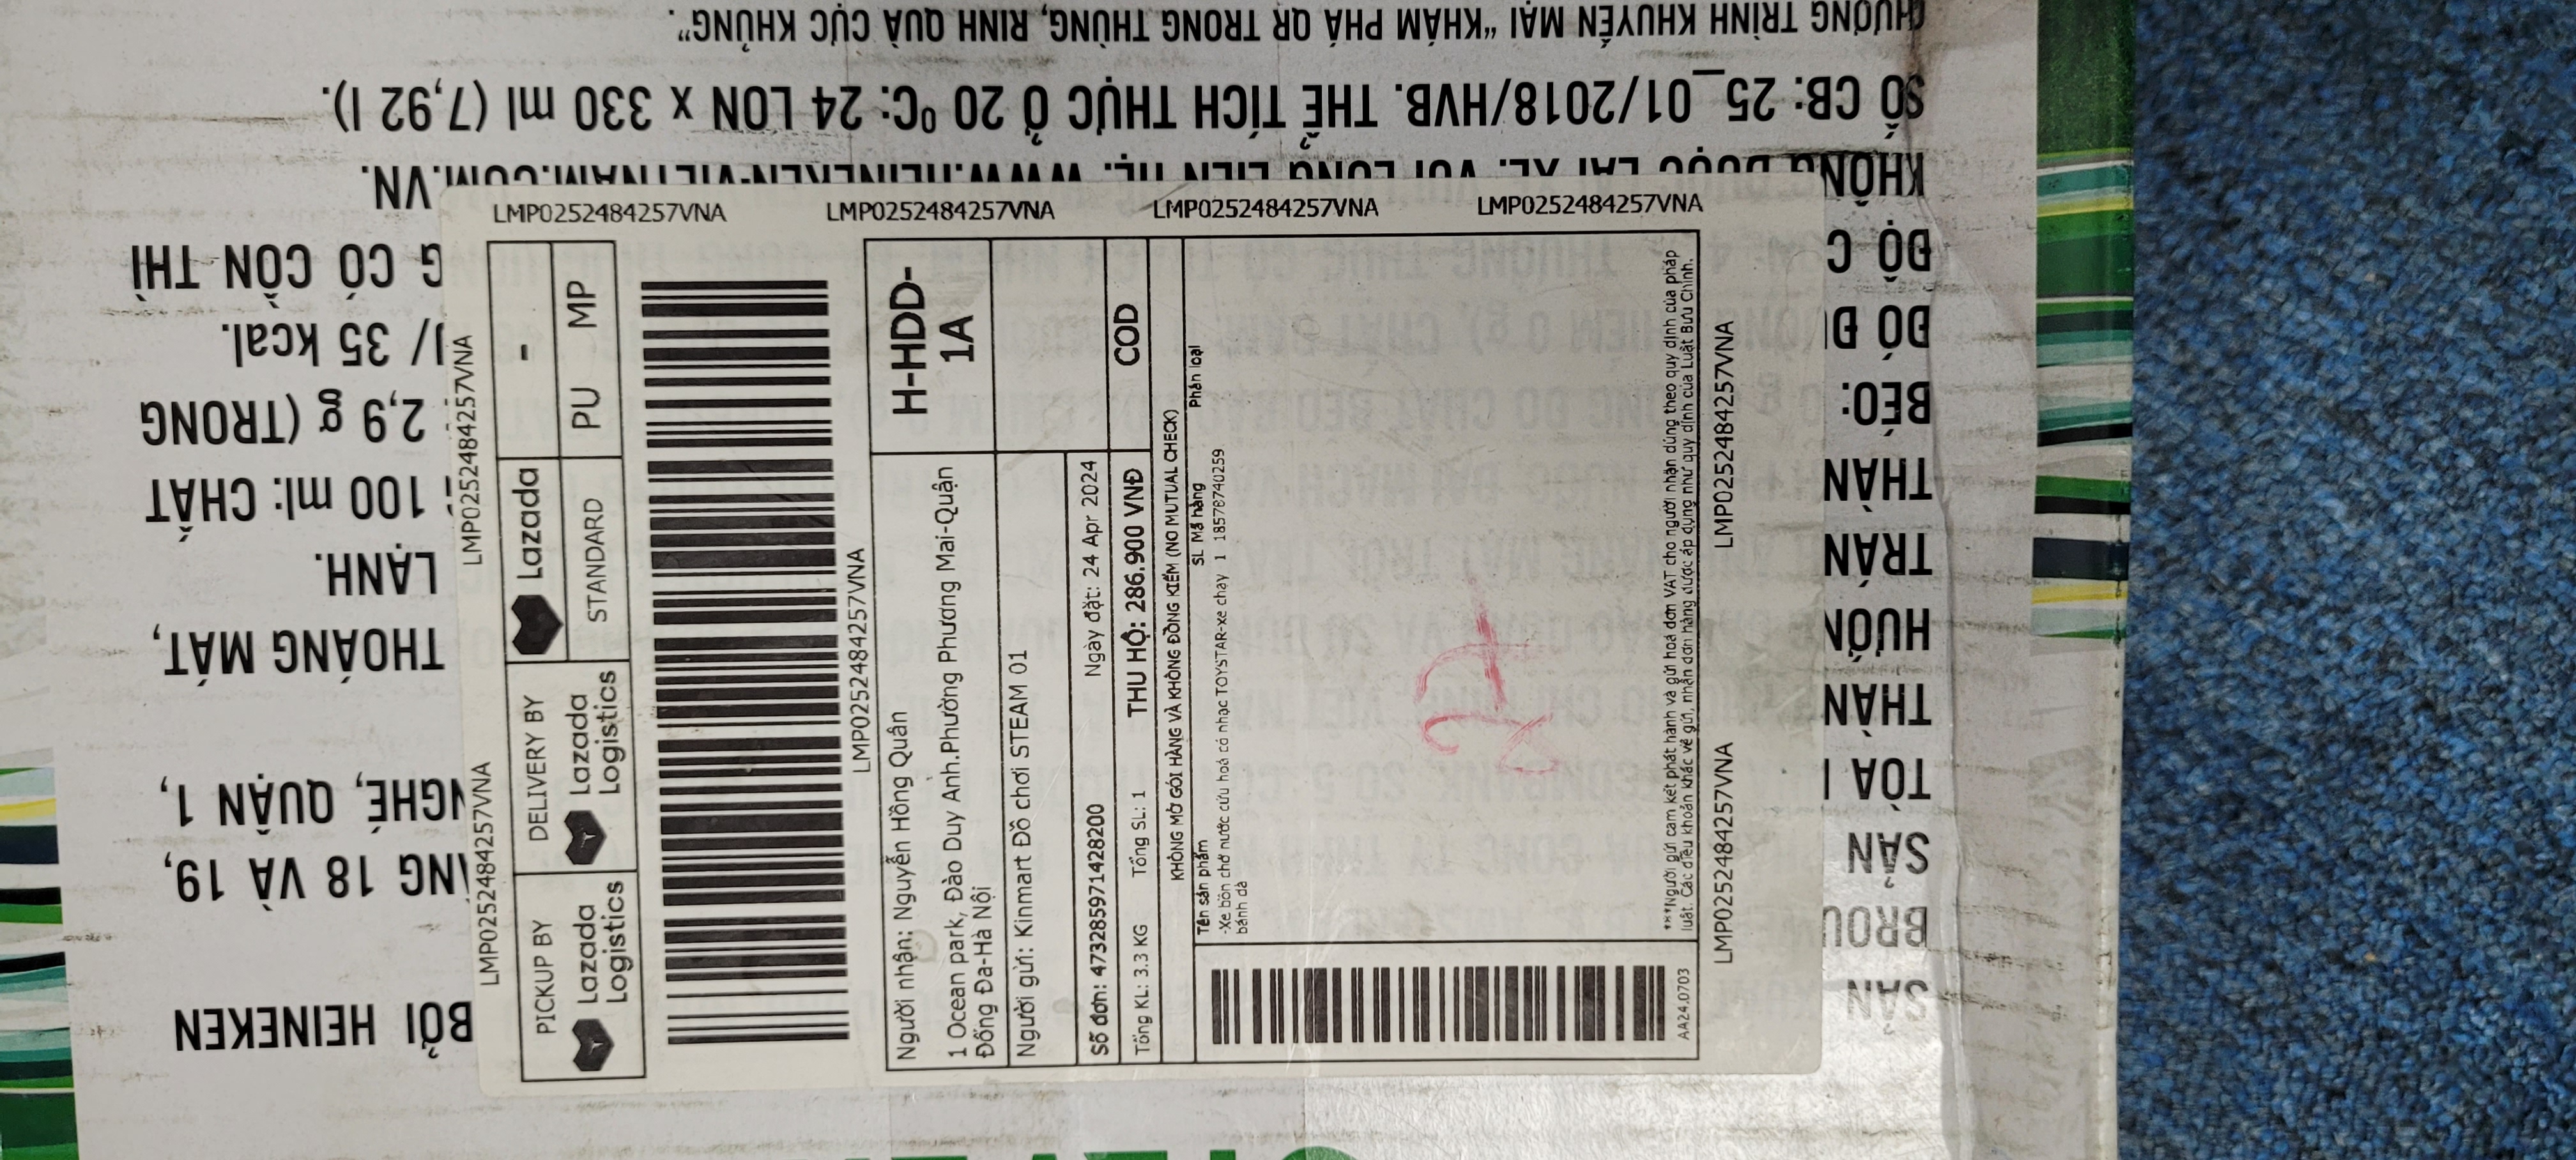 BỞI HEINEKEN
NG 18 VÀ 19,
NGHÉ, QUẬN 1,
THOÁNG MÁT,
LẠNH.
100 ml: CHẤT
2,9 g (TRONG
/ 35 kcal.
CÓ CỒN THÌ
LMP0252484257VNA
LMP0252484257VNA
PICKUP BY
Lazada
Logistics
DELIVERY BY
Lazada
Logistics
Lazada
STANDARD
-
PU MP
LMP0252484257VNA
Người nhận: Nguyễn Hồng Quân
1 Ocean park, Đào Duy Anh.Phường Phương Mai-Quận
Đống Đa-Hà Nội
H-HDD-
1A
Người gửi: Kinmart Đồ chơi STEAM 01
Số đơn: 473285971428200 Ngày đặt: 24 Apr 2024
Tổng KL: 3.3 KG Tổng SL: 1 THU HỘ: 286.900 VNĐ COD
KHÔNG MỞ GÓI HÀNG VÀ KHÔNG ĐỒNG KIỂM (NO MUTUAL CHECK)
Tên sản phẩm SL Mã hàng Phân loại
-Xe bồn chở nước cứu hoả có nhạc TOYSTAR-xe chạy 1 18578740259
bánh đà
27
***Người gửi cam kết phát hành và gửi hoá đơn VAT cho người nhận đúng theo quy định của pháp
luật. Các điều khoản khác về gửi, nhận đơn hàng được áp dụng như quy định của Luật Bưu Chính.
AA24.0703
LMP0252484257VNA
LMP0252484257VNA
LMP0252484257VNA
LMP0252484257VNA
LMP0252484257VNA
LMP0252484257VNA
SẢN
BROU
SẢN
TÒA
THÀN
HƯỚN
TRÁN
THÀN
BÉO:
ĐÓ Đ
ĐỘ. C
KHÔNG ĐƯỢC LÁI XE. VUI LÒNG LIÊN HỆ: WWW.HEINEKEN-VIETNAM.COM.VN.
SỐ CB: 25_01/2018/HVB. THỂ TÍCH THỰC Ở 20 ºC: 24 LON x 330 ml (7,92 l).
CHƯƠNG TRÌNH KHUYẾN MẠI “KHÁM PHÁ QR TRONG THÙNG, RINH QUÀ CỰC KHỦNG”.